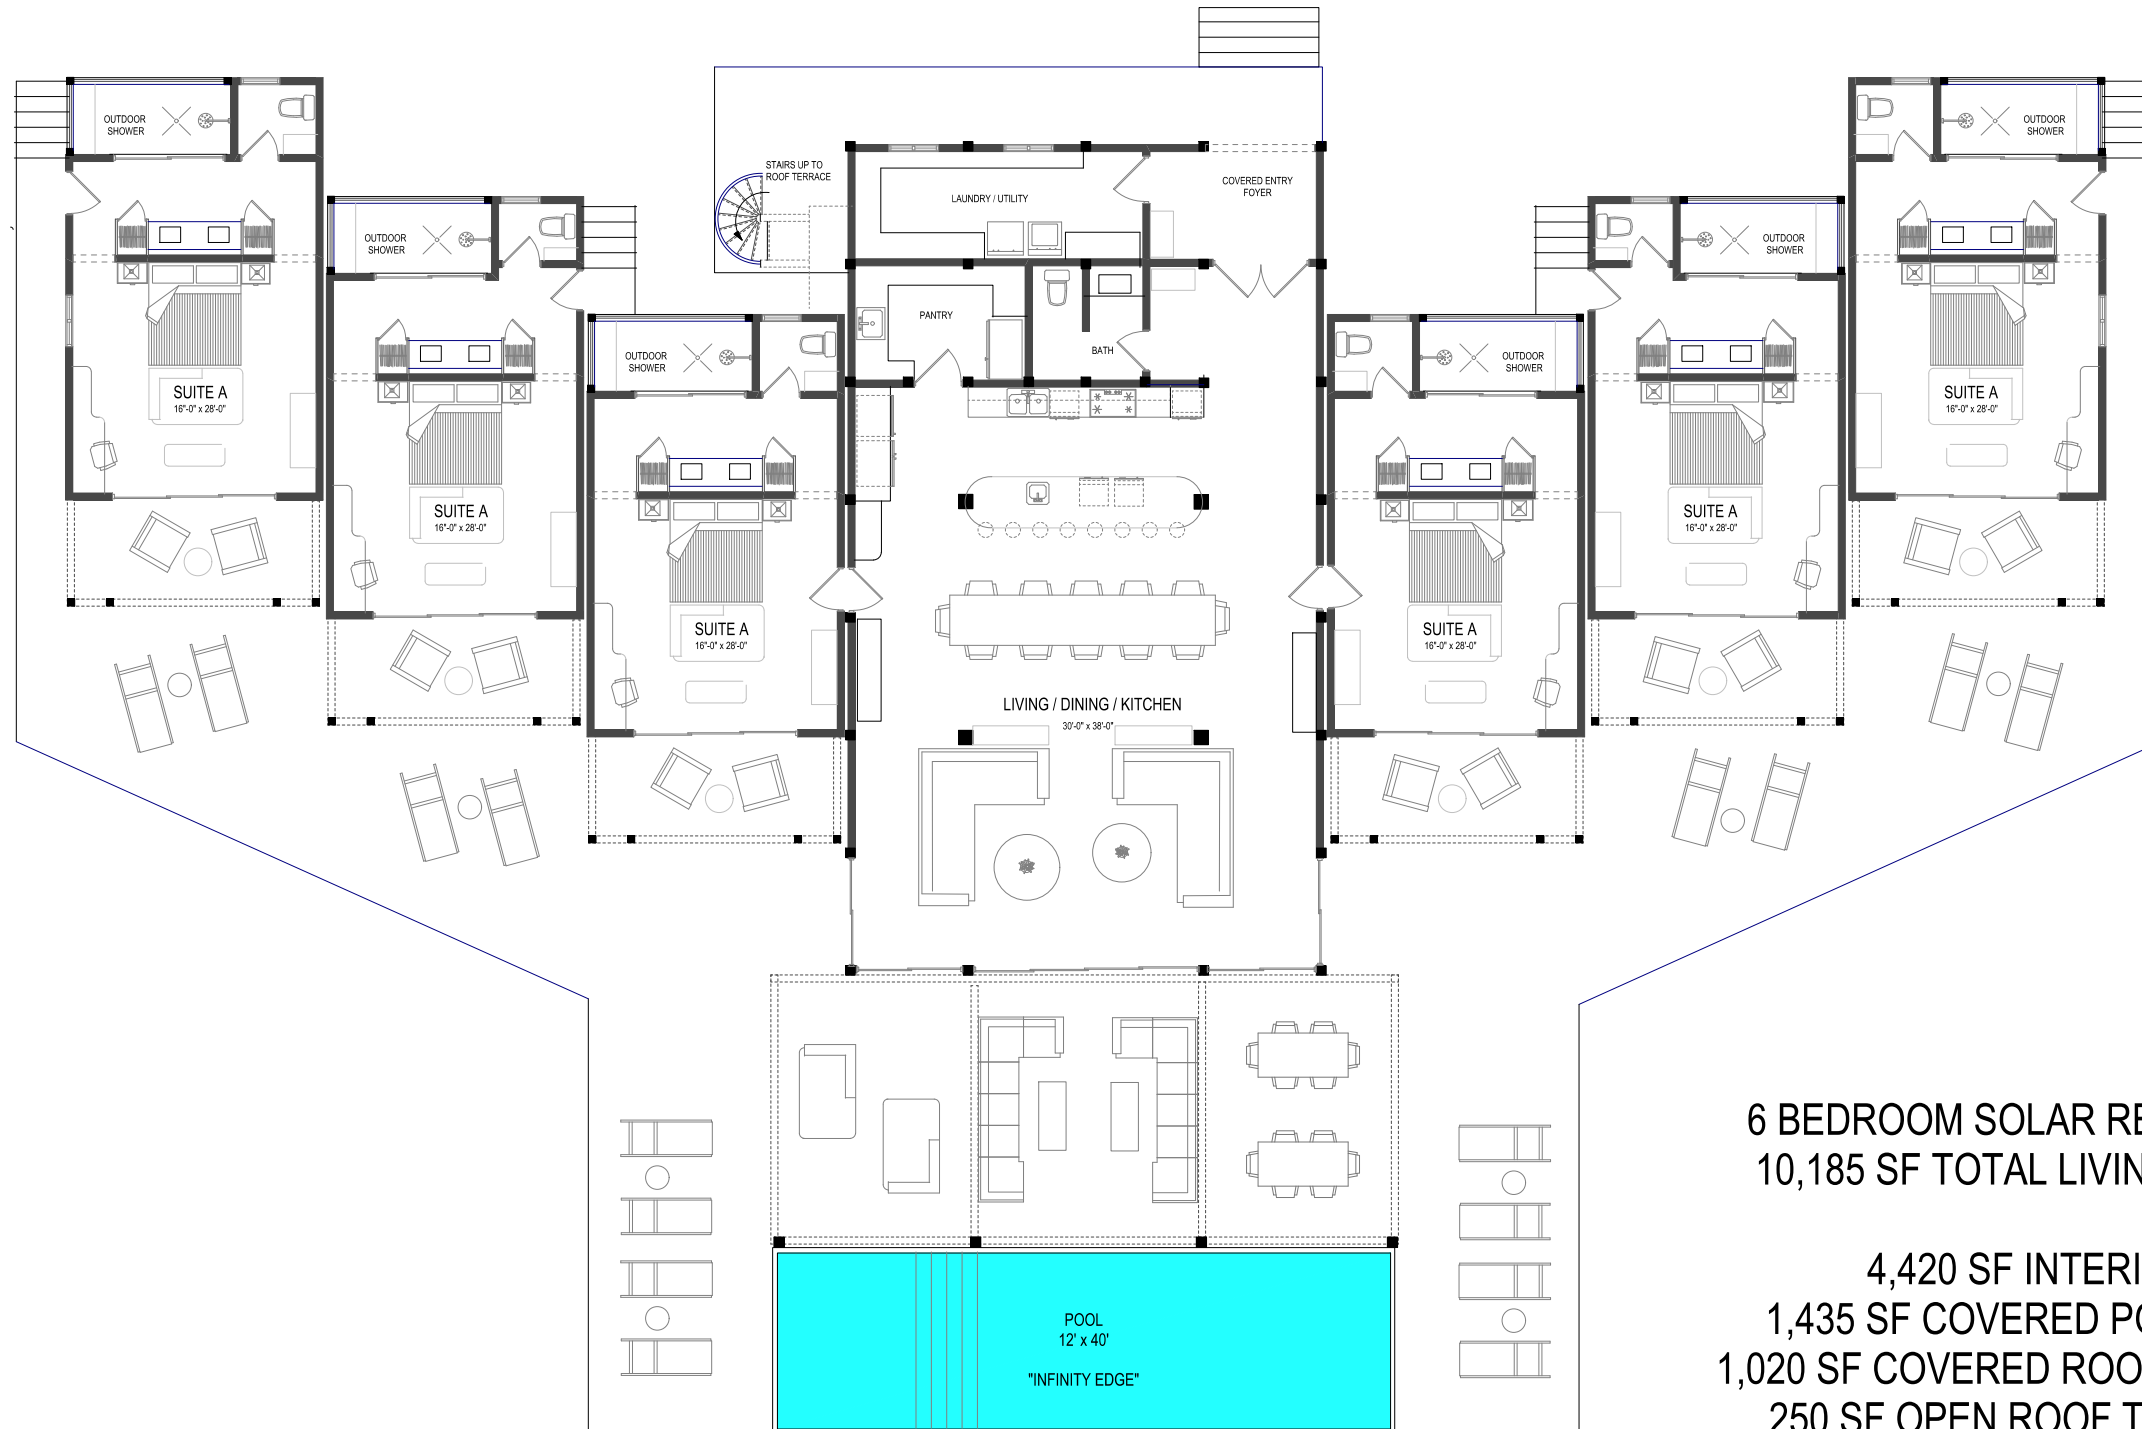 OUTDOOR
SHOWER
OUTDOOR
SHOWER
STAIRS UP TO
ROOF TERRACE
LAUNDRY / UTILITY
COVERED ENTRY
FOYER
OUTDOOR
SHOWER
OUTDOOR
SHOWER
OUTDOOR
SHOWER
PANTRY
BATH
OUTDOOR
SHOWER
SUITE A
16"-0" x 28'-0"
SUITE A
16"-0" x 28'-0"
SUITE A
16"-0" x 28'-0"
SUITE A
16"-0" x 28'-0"
SUITE A
16"-0" x 28'-0"
SUITE A
16"-0" x 28'-0"
LIVING / DINING / KITCHEN
30'-0" x 38'-0"
POOL
12' x 40'
"INFINITY EDGE"
6 BEDROOM SOLAR RE
10,185 SF TOTAL LIVIN
4,420 SF INTERI
1,435 SF COVERED PO
1,020 SF COVERED ROO
250 SF OPEN ROOF T